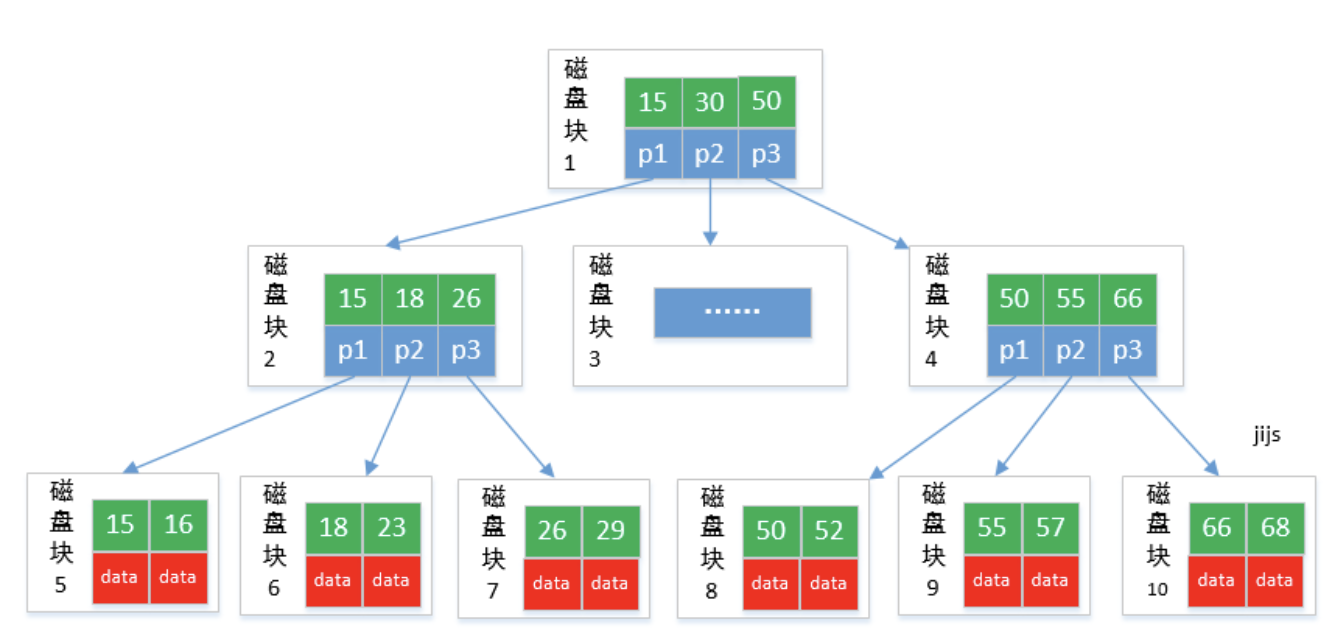 磁盘块1
15 30 50
p1 p2 p3
磁盘块2
15 18 26
p1 p2 p3
磁盘块3
······
磁盘块4
50 55 66
p1 p2 p3
jijs
磁盘块5
15 16
data data
磁盘块6
18 23
data data
磁盘块7
26 29
data data
磁盘块8
50 52
data data
磁盘块9
55 57
data data
磁盘块10
66 68
data data